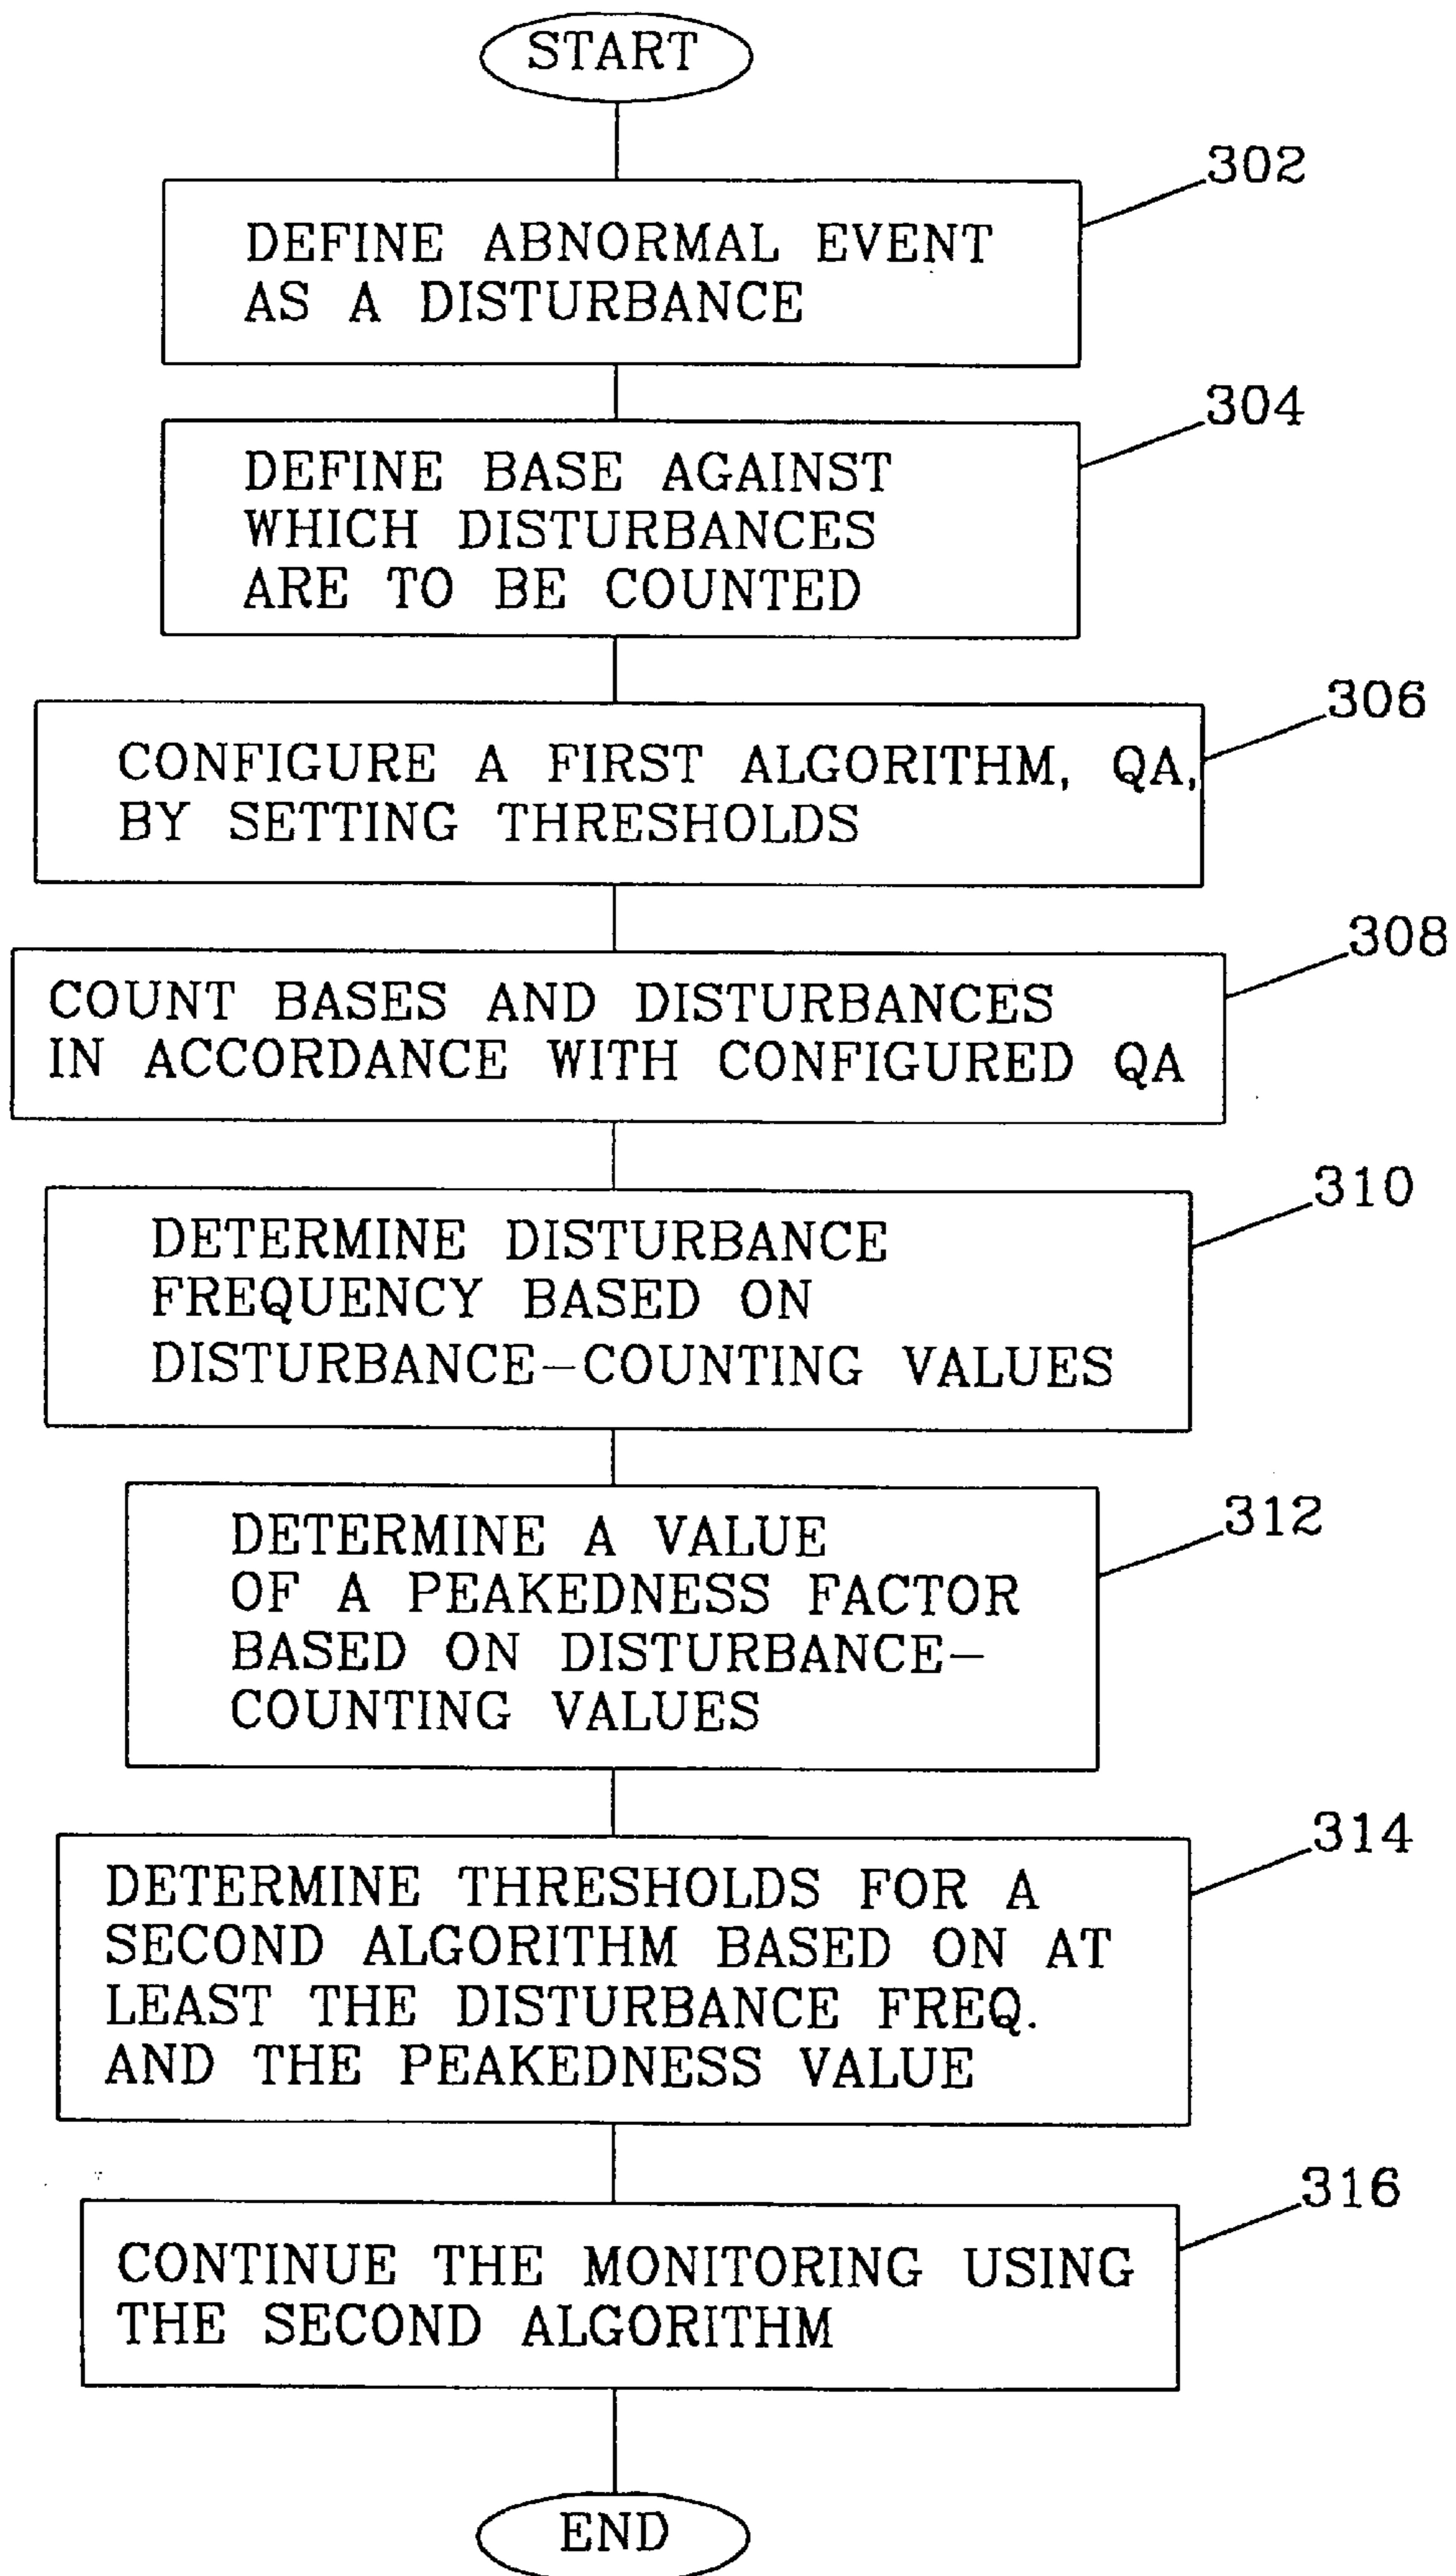 START
302
DEFINE ABNORMAL EVENT
AS A DISTURBANCE
304
DEFINE BASE AGAINST
WHICH DISTURBANCES
ARE TO BE COUNTED
306
CONFIGURE A FIRST ALGORITHM, QA,
BY SETTING THRESHOLDS
308
COUNT BASES AND DISTURBANCES
IN ACCORDANCE WITH CONFIGURED QA
310
DETERMINE DISTURBANCE
FREQUENCY BASED ON
DISTURBANCE-COUNTING VALUES
312
DETERMINE A VALUE
OF A PEAKEDNESS FACTOR
BASED ON DISTURBANCE-
COUNTING VALUES
314
DETERMINE THRESHOLDS FOR A
SECOND ALGORITHM BASED ON AT
LEAST THE DISTURBANCE FREQ.
AND THE PEAKEDNESS VALUE
316
CONTINUE THE MONITORING USING
THE SECOND ALGORITHM
END